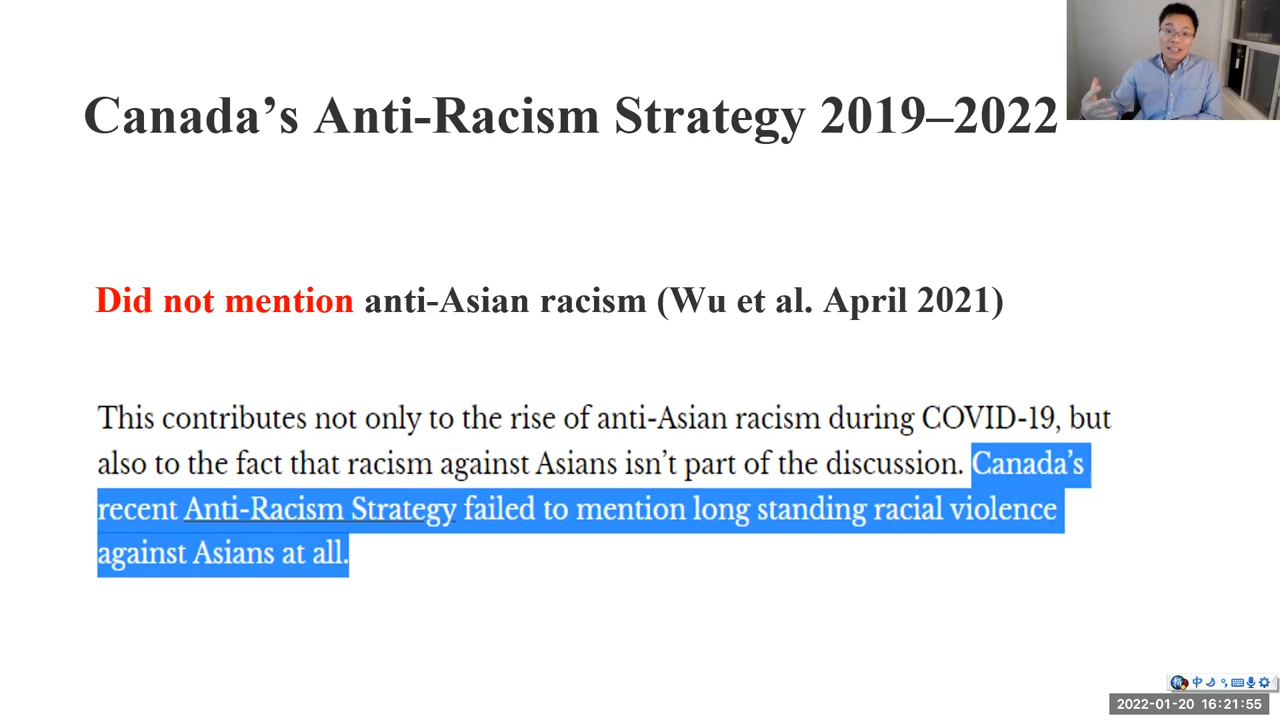 Canada’s Anti-Racism Strategy 2019–2022
Did not mention anti-Asian racism (Wu et al. April 2021)
This contributes not only to the rise of anti-Asian racism during COVID-19, but
also to the fact that racism against Asians isn’t part of the discussion. Canada’s
recent Anti-Racism Strategy failed to mention long standing racial violence
against Asians at all.
中
2022-01-20 16:21:55